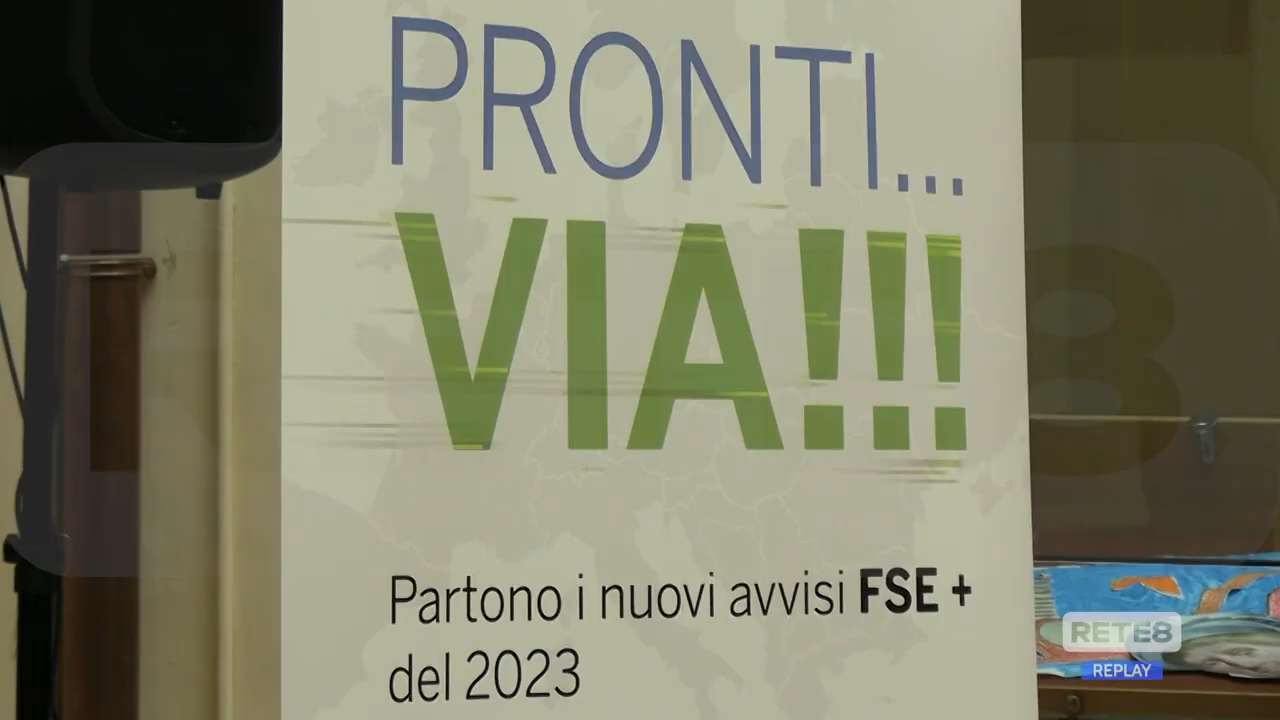 PRONTI...
VIA!!!
Partono i nuovi avvisi FSE +
del 2023
RETE8
REPLAY